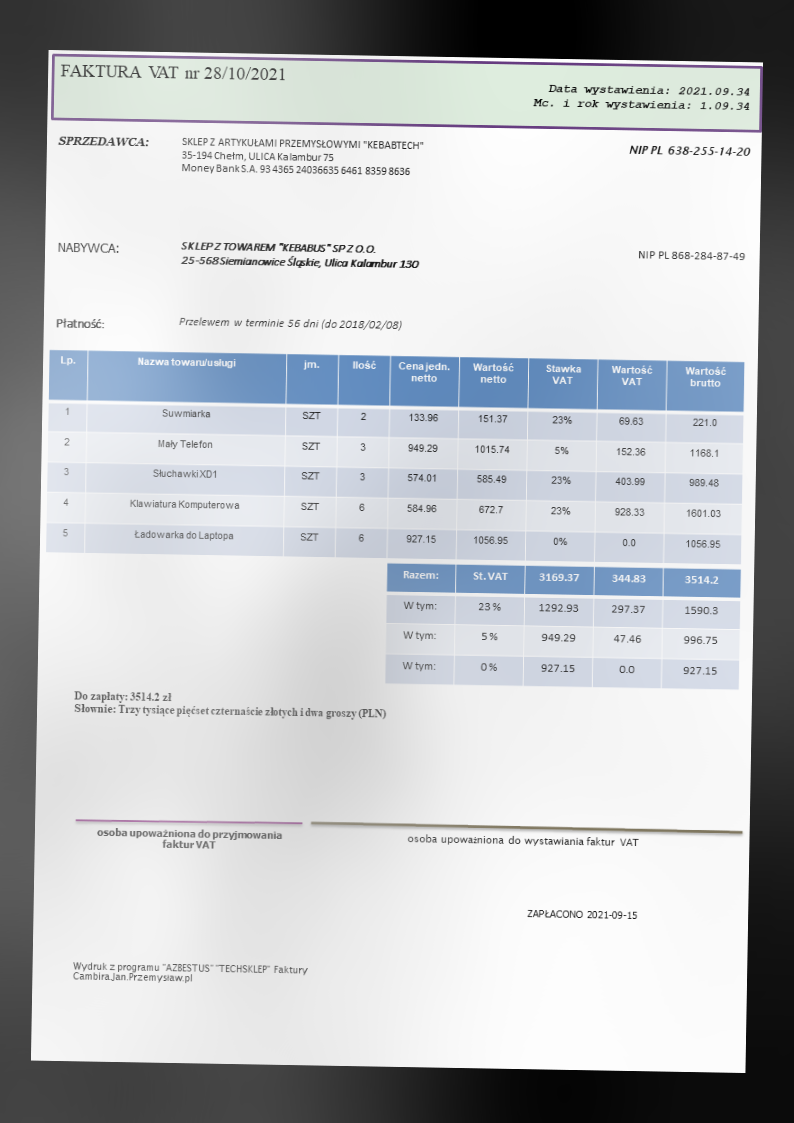 FAKTURA VAT nr 28/10/2021
Data wystawienia: 2021.09.34
Mc. i rok wystawienia: 1.09.34
SPRZEDAWCA:
SKLEP Z ARTYKUŁAMI PRZEMYSŁOWYMI "KEBABTECH"
35-194 Chełm, ULICA Kalambur 75
Money Bank S.A. 93 4365 24036635 6461 8359 8636
NIP PL 638-255-14-20
NABYWCA:
SKLEP Z TOWAREM "KEBABUS" SP Z O.O.
25-568 Siemianowice Śląskie, Ulica Kalambur 130
NIP PL 868-284-87-49
Płatność:
Przelewem w terminie 56 dni (do 2018/02/08)
Lp. Nazwa towaru/usługi jm. Ilość Cena jedn. netto Wartość netto Stawka VAT Wartość VAT Wartość brutto
1 Suwmiarka SZT 2 133.96 151.37 23% 69.63 221.0
2 Mały Telefon SZT 3 949.29 1015.74 5% 152.36 1168.1
3 Słuchawki XD1 SZT 3 574.01 585.49 23% 403.99 989.48
4 Klawiatura Komputerowa SZT 6 584.96 672.7 23% 928.33 1601.03
5 Ładowarka do Laptopa SZT 6 927.15 1056.95 0% 0.0 1056.95
Razem: St. VAT 3169.37 344.83 3514.2
W tym: 23 % 1292.93 297.37 1590.3
W tym: 5 % 949.29 47.46 996.75
W tym: 0 % 927.15 0.0 927.15
Do zapłaty: 3514.2 zł
Słownie: Trzy tysiące pięćset czternaście złotych i dwa groszy (PLN)
osoba upoważniona do przyjmowania
faktur VAT
osoba upoważniona do wystawiania faktur VAT
ZAPŁACONO 2021-09-15
Wydruk z programu "AZBESTUS" "TECHSKLEP" Faktury
Cambira.Jan.Przemysław.pl